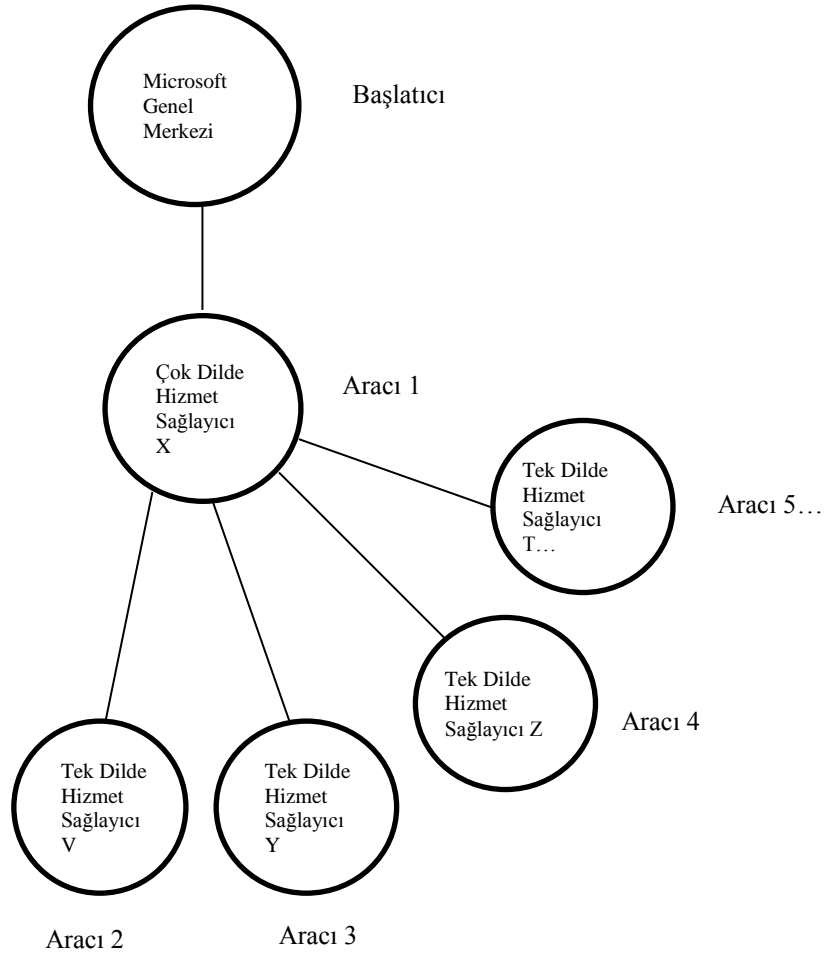 Microsoft
Genel
Merkezi
Başlatıcı
Çok Dilde
Hizmet
Sağlayıcı
X
Aracı 1
Tek Dilde
Hizmet
Sağlayıcı
T…
Aracı 5…
Tek Dilde
Hizmet
Sağlayıcı Z
Aracı 4
Tek Dilde
Hizmet
Sağlayıcı
V
Aracı 2
Tek Dilde
Hizmet
Sağlayıcı
Y
Aracı 3